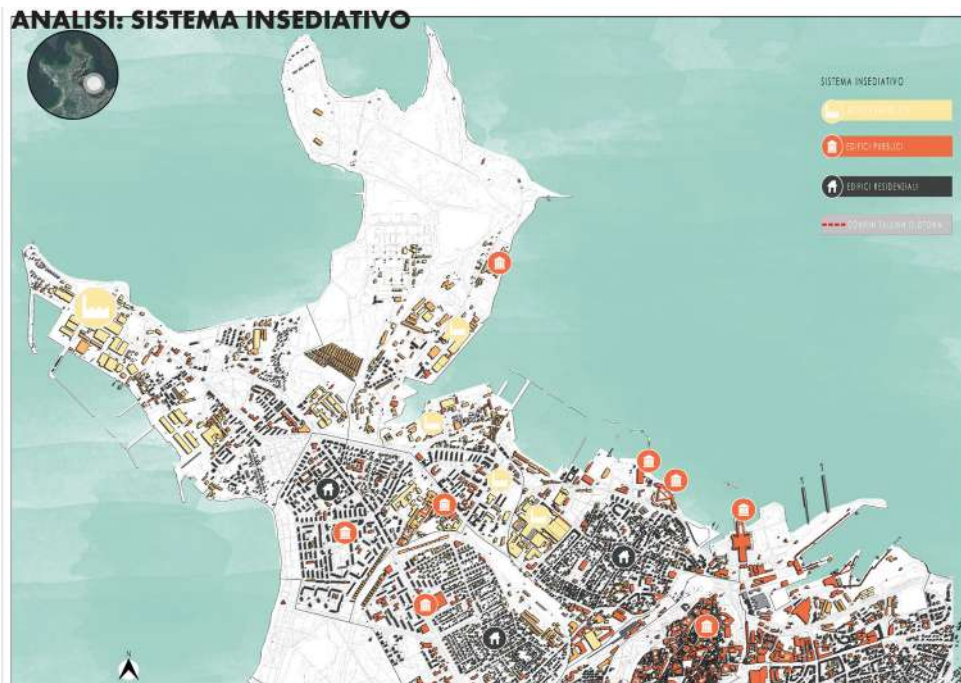 ANALISI: SISTEMA INSEDIATIVO
SISTEMA INSEDIATIVO
EDIFICI PUBBLICI
EDIFICI RESIDENZIALI
N